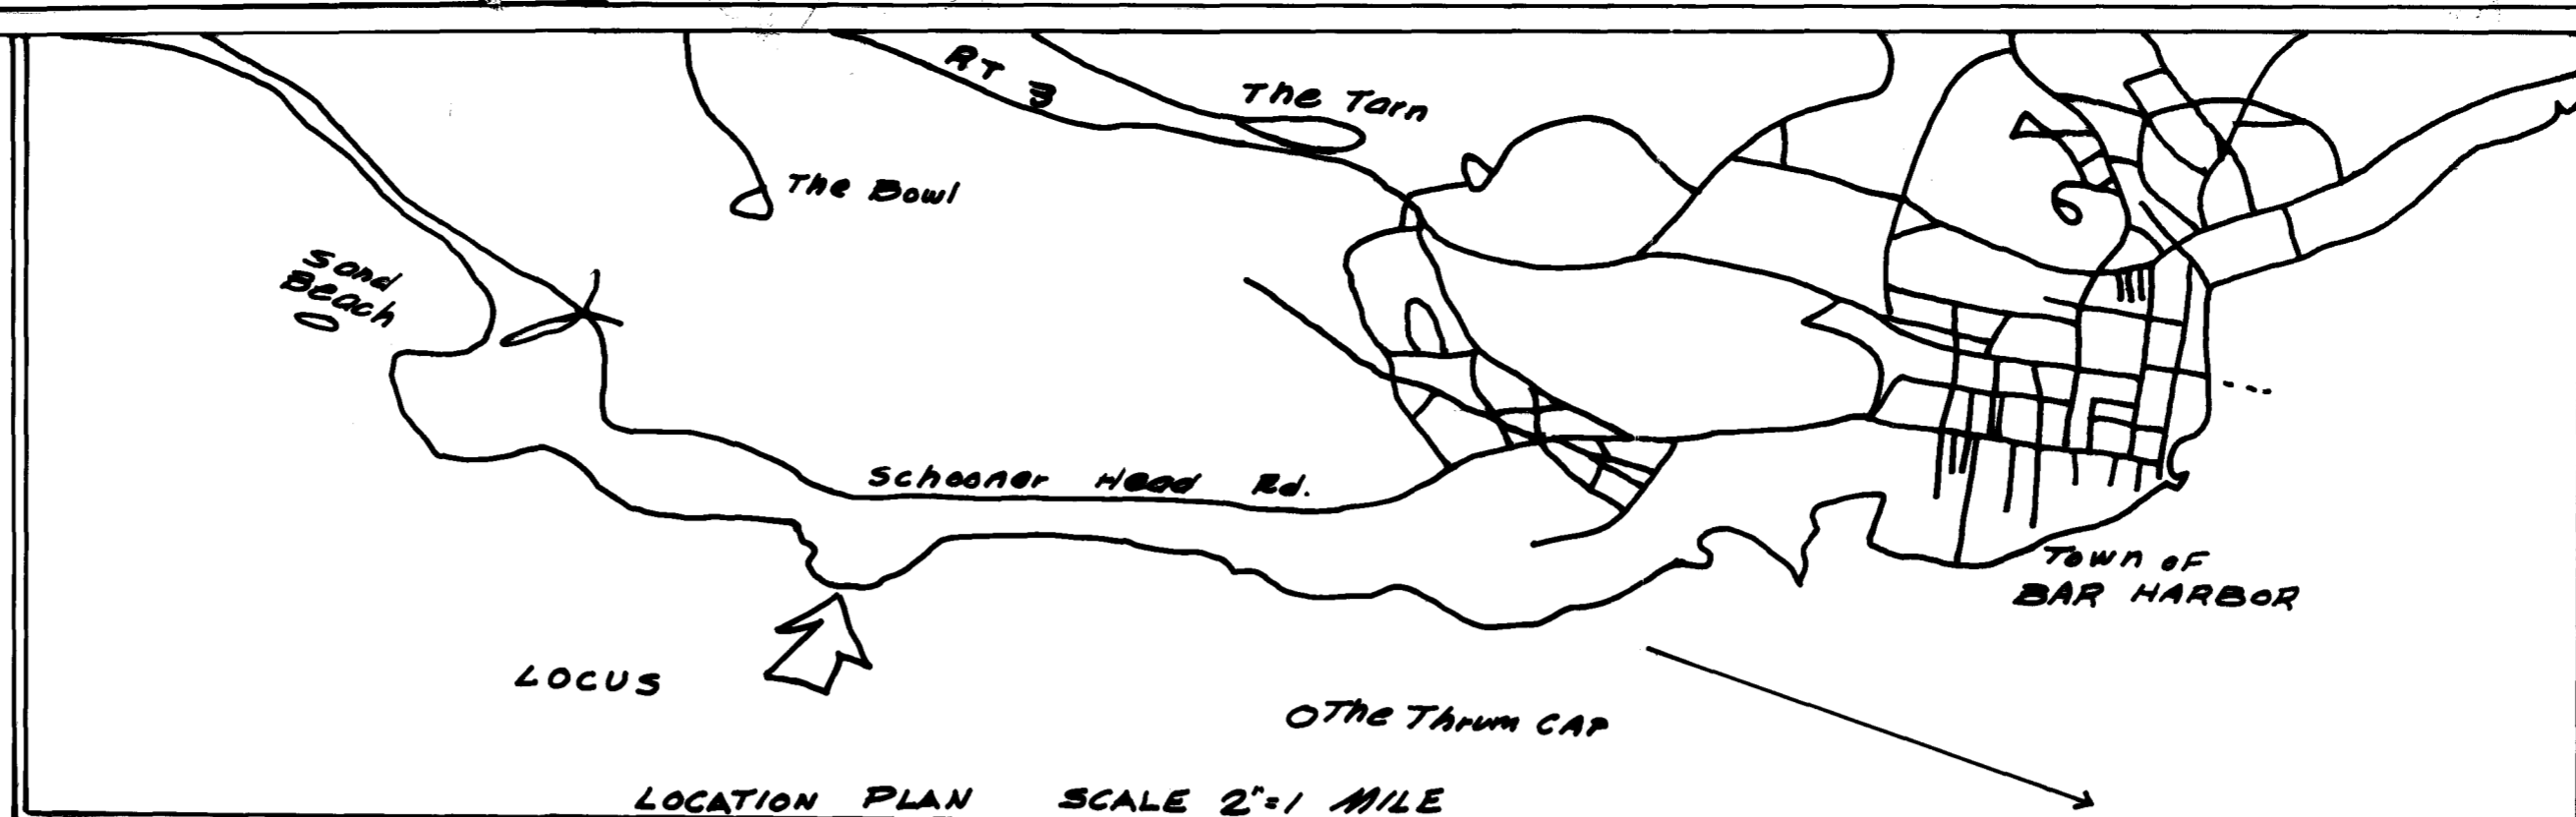 RT 3
The Tarn
The Bowl
Sand
Beach
Schooner Head Rd.
Town of
BAR HARBOR
LOCUS
The Thrum CAP
LOCATION PLAN SCALE 2"=1 MILE